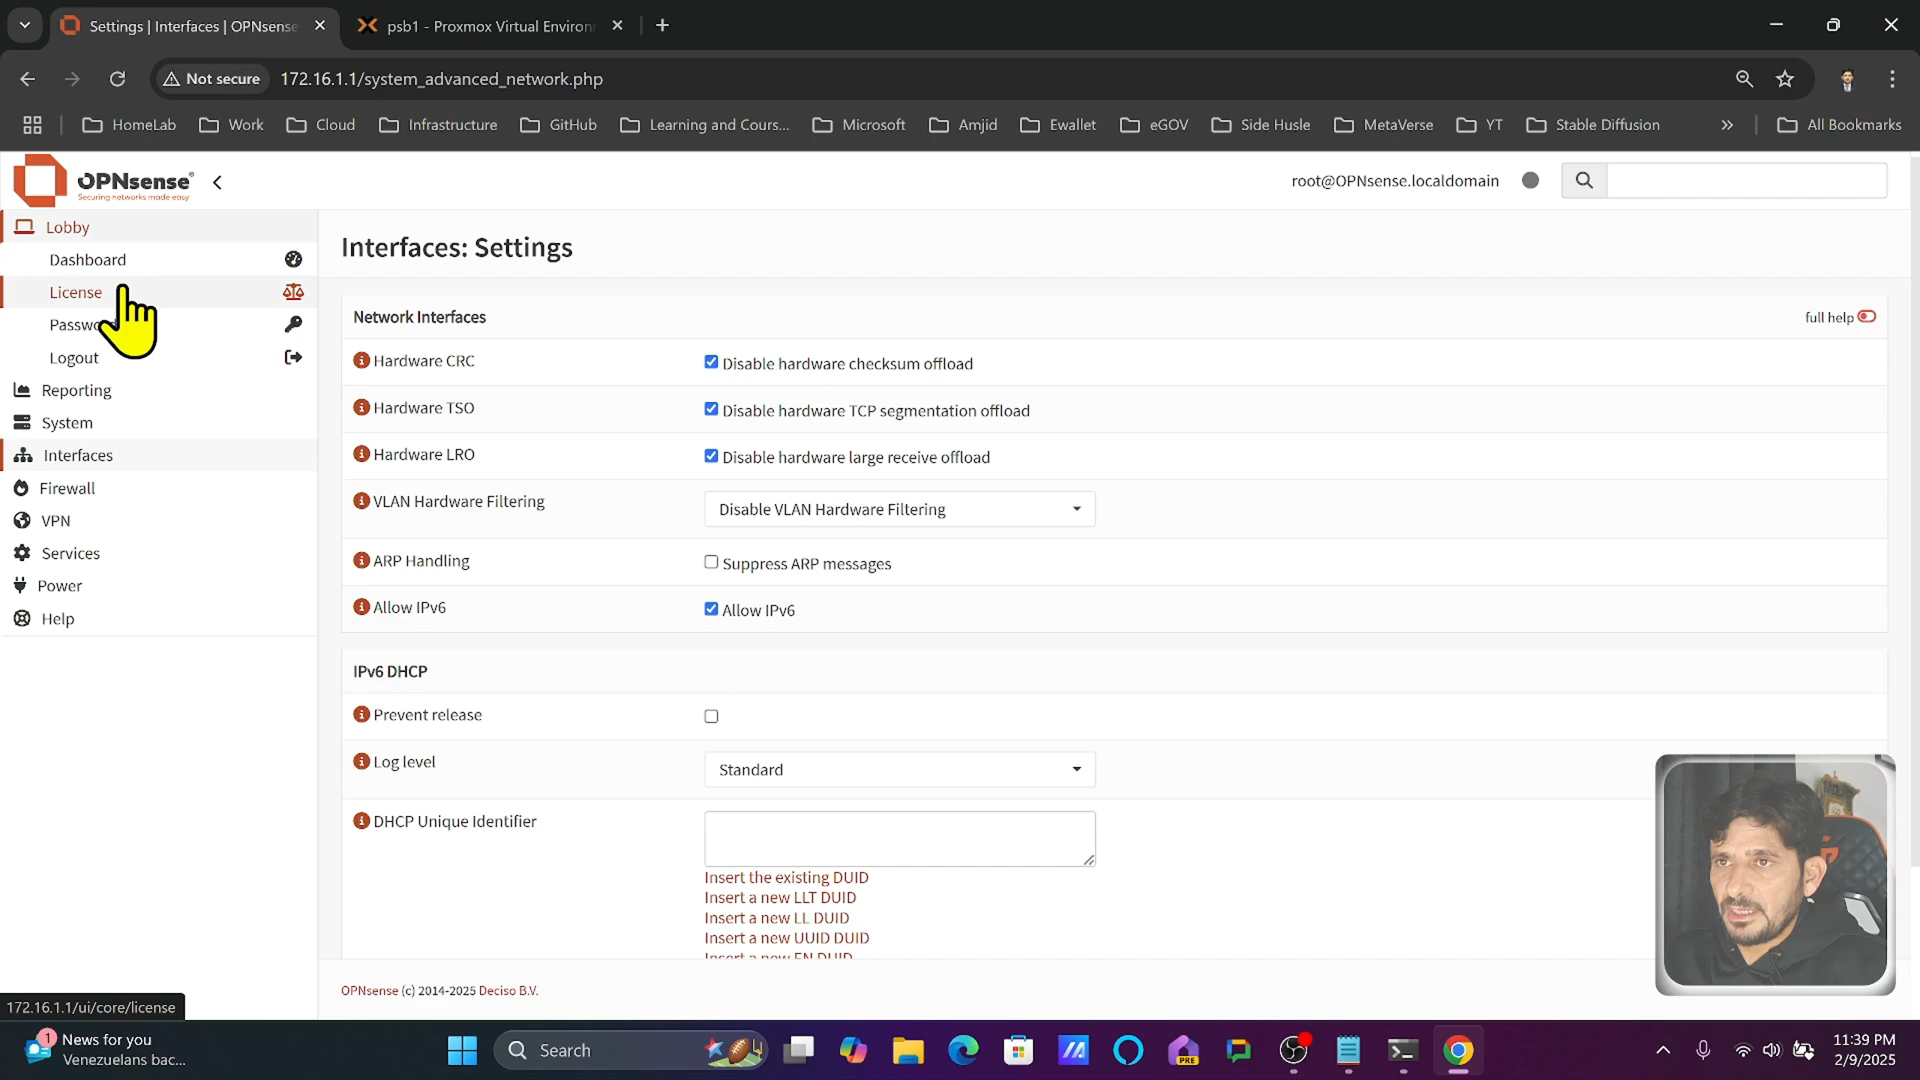 Settings | Interfaces | OPNsense
psb1 - Proxmox Virtual Environ
Not secure
172.16.1.1/system_advanced_network.php
HomeLab
Work
Cloud
Infrastructure
GitHub
Learning and Cours...
Microsoft
Amjid
Ewallet
eGOV
Side Husle
MetaVerse
YT
Stable Diffusion
All Bookmarks
OPNsense®
Securing networks made easy
root@OPNsense.localdomain
Lobby
Dashboard
License
Logout
Reporting
System
Interfaces
Firewall
VPN
Services
Power
Help
Interfaces: Settings
Network Interfaces
full help
Hardware CRC
Disable hardware checksum offload
Hardware TSO
Disable hardware TCP segmentation offload
Hardware LRO
Disable hardware large receive offload
VLAN Hardware Filtering
Disable VLAN Hardware Filtering
ARP Handling
Suppress ARP messages
Allow IPv6
Allow IPv6
IPv6 DHCP
Prevent release
Log level
Standard
DHCP Unique Identifier
Insert the existing DUID
Insert a new LLT DUID
Insert a new LL DUID
Insert a new UUID DUID
Insert a new EN DUID
OPNsense (c) 2014-2025 Deciso B.V.
172.16.1.1/ui/core/license
1
News for you
Venezuelans bac...
Search
PRE
11:39 PM
2/9/2025